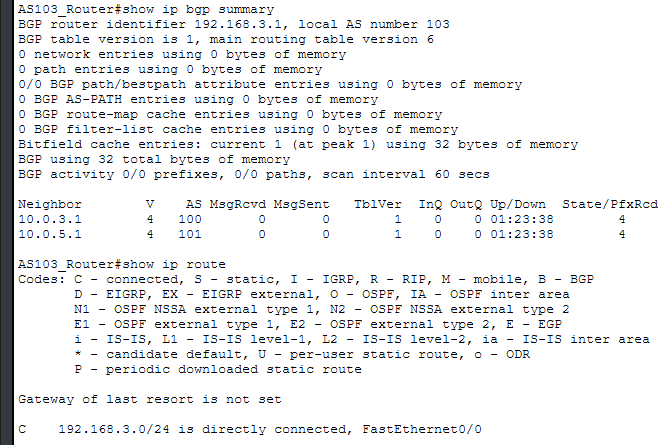 AS103_Router#show ip bgp summary
BGP router identifier 192.168.3.1, local AS number 103
BGP table version is 1, main routing table version 6
0 network entries using 0 bytes of memory
0 path entries using 0 bytes of memory
0/0 BGP path/bestpath attribute entries using 0 bytes of memory
0 BGP AS-PATH entries using 0 bytes of memory
0 BGP route-map cache entries using 0 bytes of memory
0 BGP filter-list cache entries using 0 bytes of memory
Bitfield cache entries: current 1 (at peak 1) using 32 bytes of memory
BGP using 32 total bytes of memory
BGP activity 0/0 prefixes, 0/0 paths, scan interval 60 secs
Neighbor V AS MsgRcvd MsgSent TblVer InQ OutQ Up/Down State/PfxRcd
10.0.3.1 4 100 0 0 1 0 0 01:23:38 4
10.0.5.1 4 101 0 0 1 0 0 01:23:38 4
AS103_Router#show ip route
Codes: C - connected, S - static, I - IGRP, R - RIP, M - mobile, B - BGP
D - EIGRP, EX - EIGRP external, O - OSPF, IA - OSPF inter area
N1 - OSPF NSSA external type 1, N2 - OSPF NSSA external type 2
E1 - OSPF external type 1, E2 - OSPF external type 2, E - EGP
i - IS-IS, L1 - IS-IS level-1, L2 - IS-IS level-2, ia - IS-IS inter area
* - candidate default, U - per-user static route, o - ODR
P - periodic downloaded static route
Gateway of last resort is not set
C 192.168.3.0/24 is directly connected, FastEthernet0/0